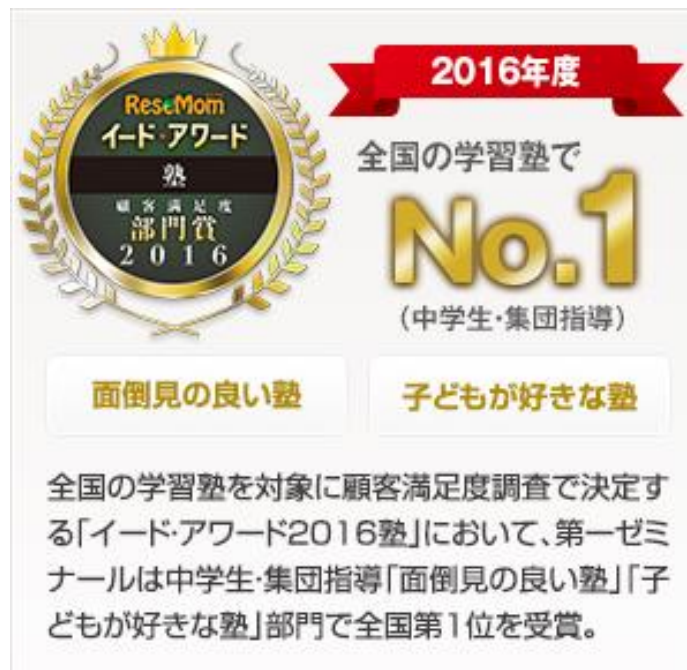 ReseMom
イード・アワード
塾
顧客満足度
部門賞
2016
2016年度
全国の学習塾で
No.1
(中学生・集団指導)
面倒見の良い塾
子どもが好きな塾
全国の学習塾を対象に顧客満足度調査で決定す
る「イード・アワード2016塾」において、第一ゼミ
ナールは中学生・集団指導「面倒見の良い塾」「子
どもが好きな塾」部門で全国第1位を受賞。